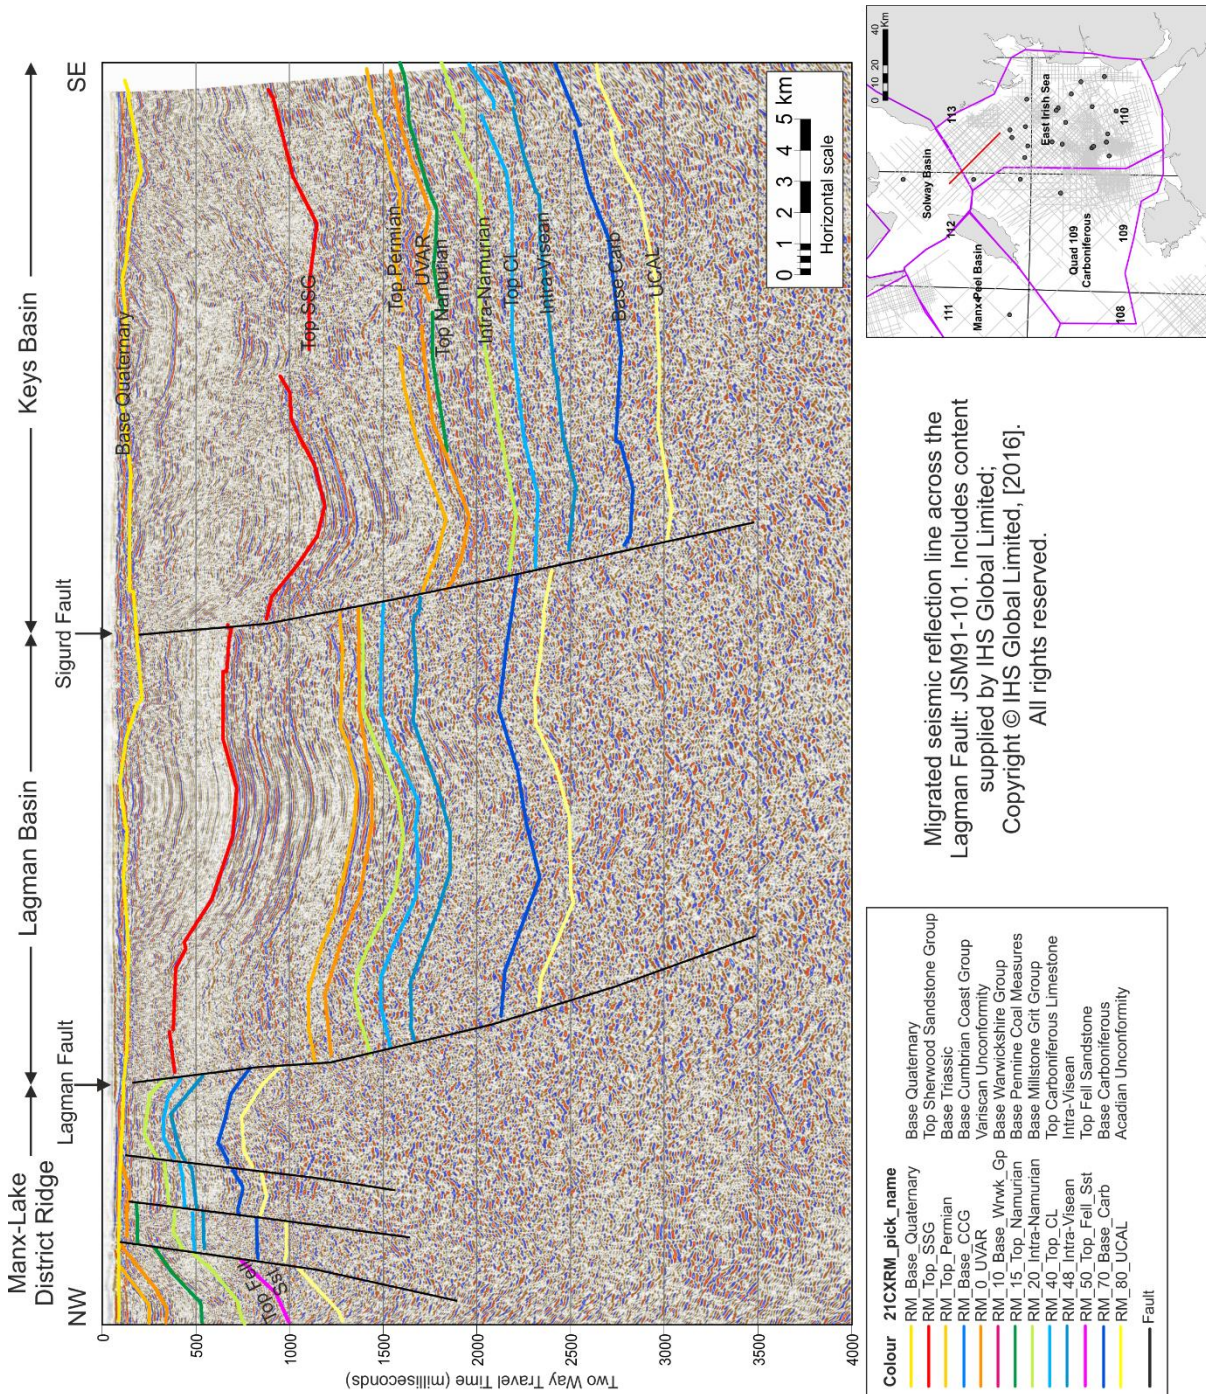 Manx-Lake
District Ridge
Lagman Basin
Keys Basin
NW
Lagman Fault
Sigurd Fault
SE
Base Quaternary
Top SSG
Top Permian
UVAR
Top Namurian
Intra-Namurian
Top CL
Intra-Visean
Base Carb
UCAL
Top Fell
Sst
Two Way Travel Time (milliseconds)
0
500
1000
1500
2000
2500
3000
3500
4000
0 1 2 3 4 5 km
Horizontal scale
Colour 21CXRM_pick_name
RM_Base_Quaternary Base Quaternary
RM_Top_SSG Top Sherwood Sandstone Group
RM_Top_Permian Base Triassic
RM_Base_CCG Base Cumbrian Coast Group
RM_0_UVAR Variscan Unconformity
RM_10_Base_Wrwk_Gp Base Warwickshire Group
RM_15_Top_Namurian Base Pennine Coal Measures
RM_20_Intra-Namurian Base Millstone Grit Group
RM_40_Top_CL Top Carboniferous Limestone
RM_48_Intra-Visean Intra-Visean
RM_50_Top_Fell_Sst Top Fell Sandstone
RM_70_Base_Carb Base Carboniferous
RM_80_UCAL Acadian Unconformity
Fault
Migrated seismic reflection line across the
Lagman Fault: JSM91-101. Includes content
supplied by IHS Global Limited;
Copyright © IHS Global Limited, [2016].
All rights reserved.
0 20 40
Km
111
112
113
Solway Basin
Manx-Peel Basin
East Irish Sea
Quad 109
Carboniferous
108
109
110